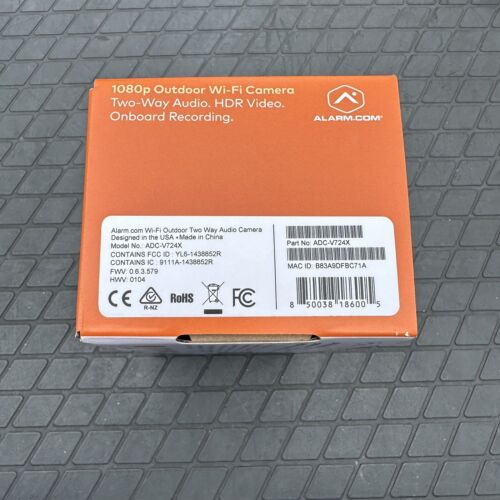 1080p Outdoor Wi-Fi Camera
Two-Way Audio. HDR Video.
Onboard Recording.
ALARM.COM®
Alarm.com Wi-Fi Outdoor Two Way Audio Camera
Designed in the USA •Made in China
Model No.: ADC-V724X
CONTAINS FCC ID : YL6-1438852R
CONTAINS IC : 9111A-1438852R
FWV: 0.6.3.579
HWV: 0104
CE R-NZ RoHS FC
Part No: ADC-V724X
MAC ID: B83A9DFBC71A
8 50038 18600 5